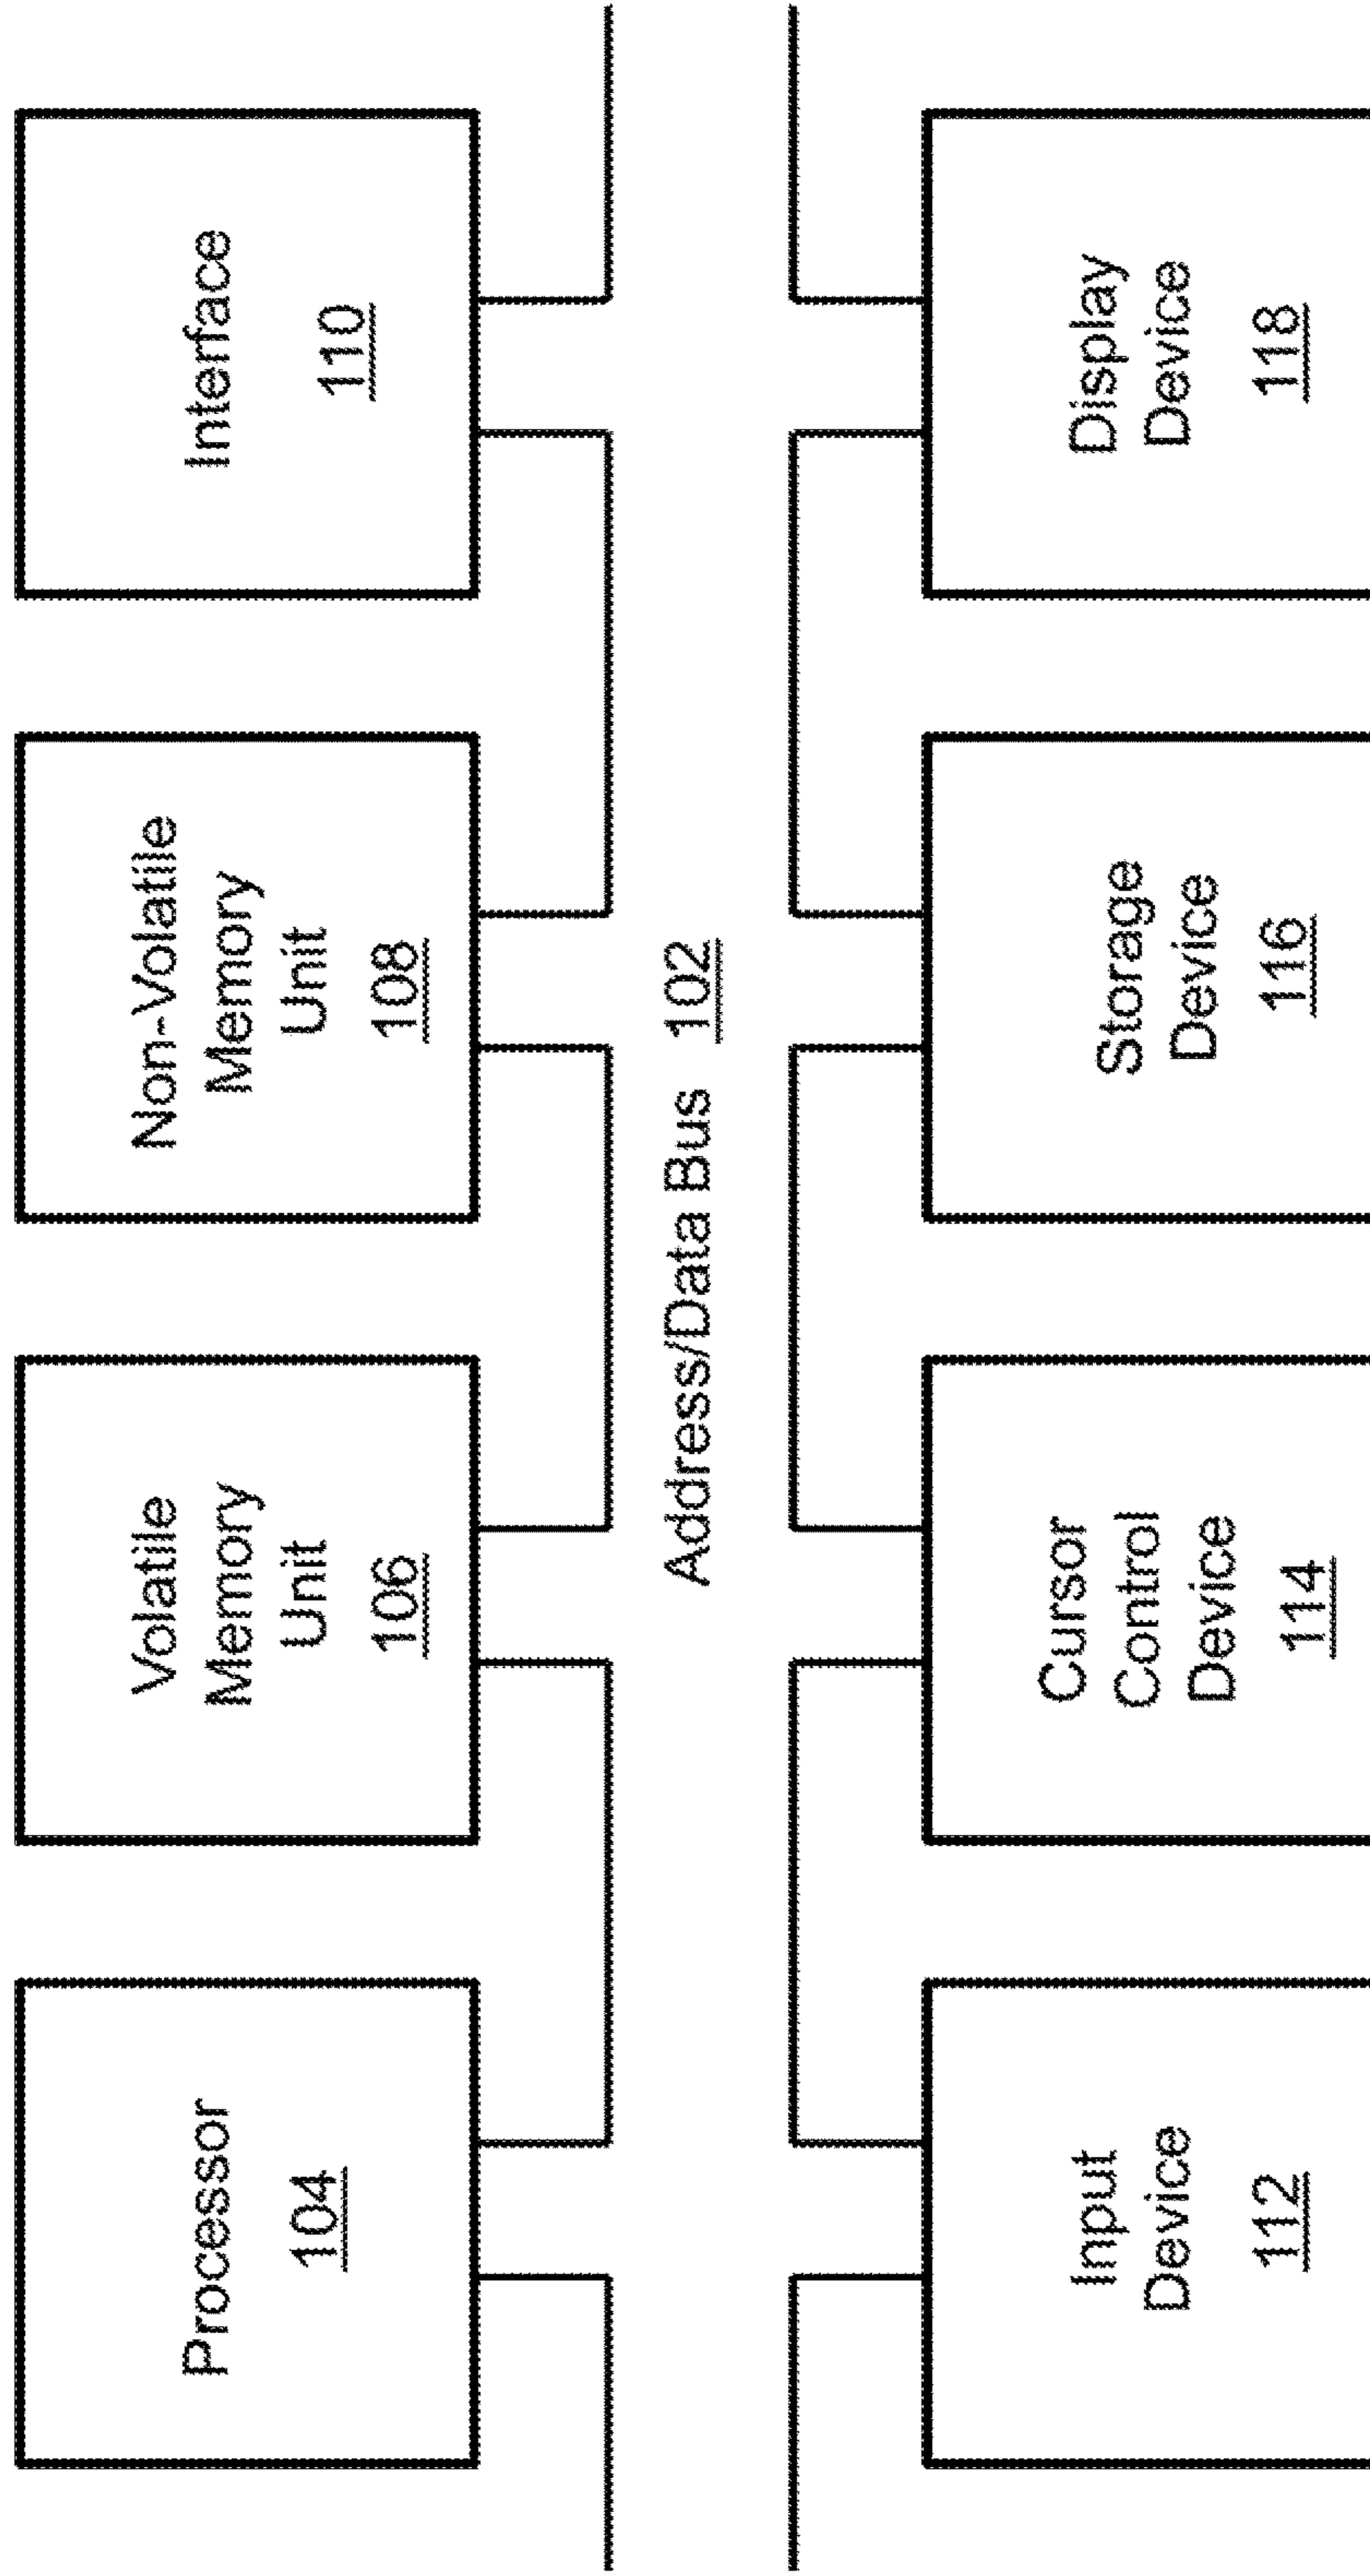 Processor
104
Volatile
Memory
Unit
106
Non-Volatile
Memory
Unit
108
Interface
110
Address/Data Bus 102
Input
Device
112
Cursor
Control
Device
114
Storage
Device
116
Display
Device
118